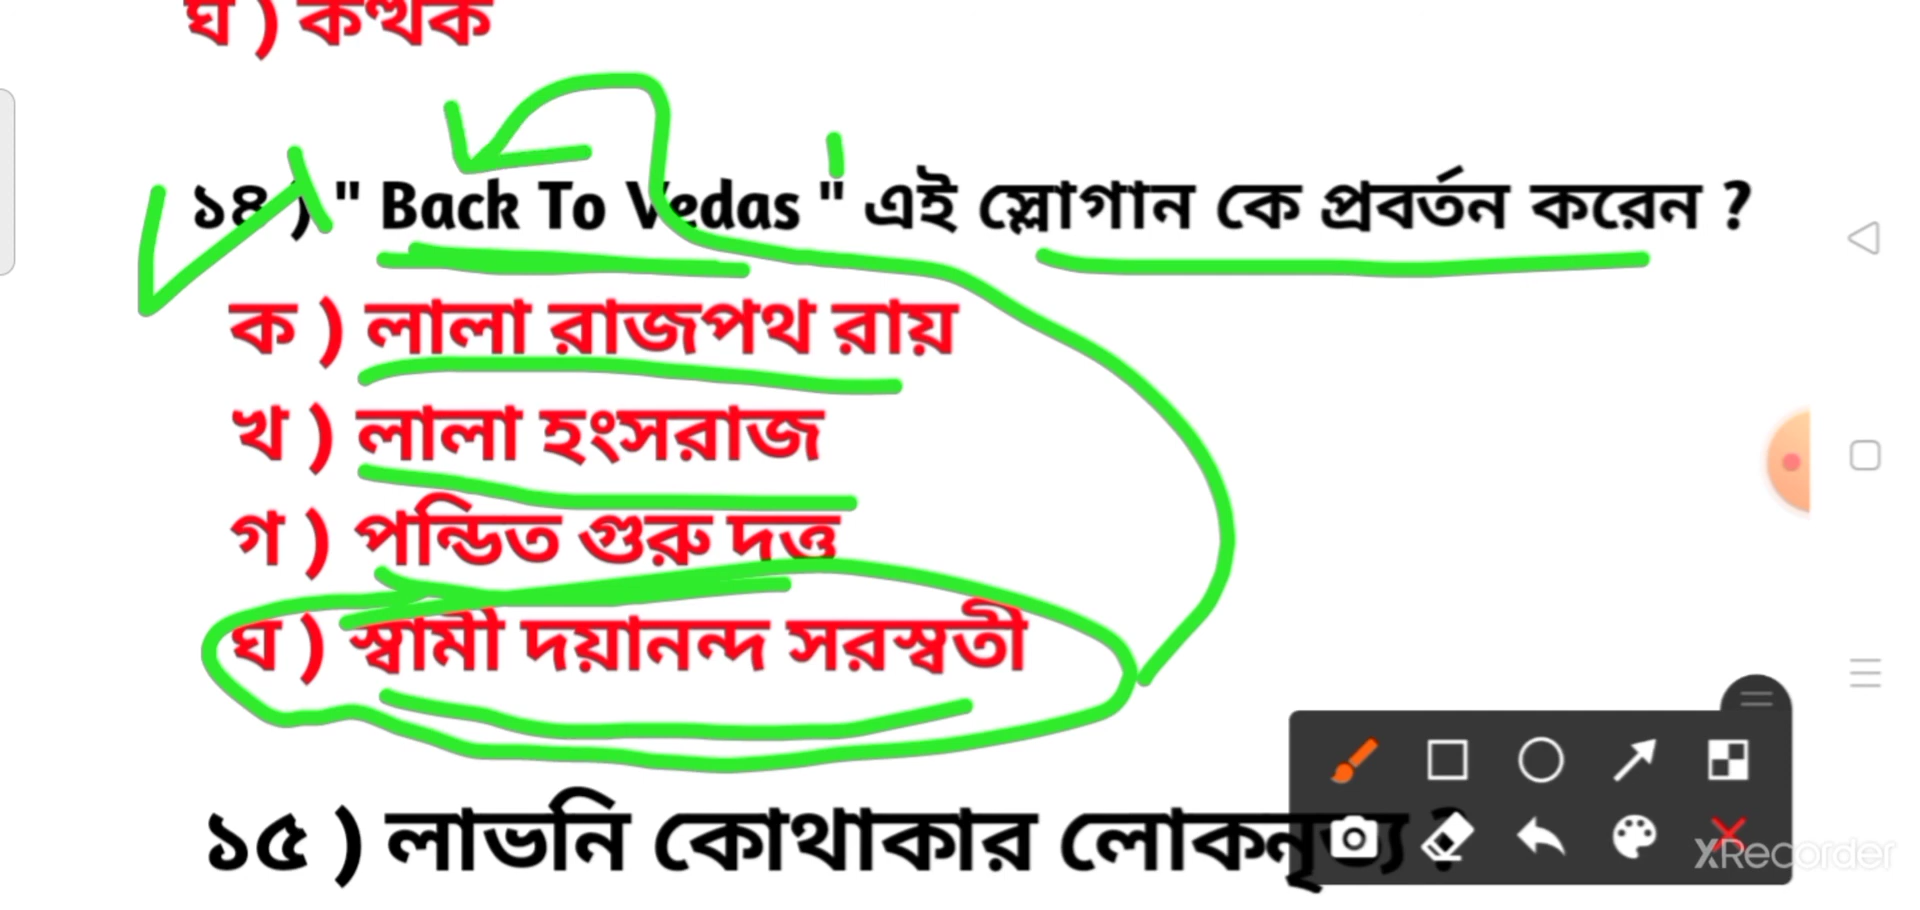 ঘ ) কত্থক
১৪ ) " Back To Vedas " এই স্লোগান কে প্রবর্তন করেন ?
ক ) লালা রাজপথ রায়
খ ) লালা হংসরাজ
গ ) পন্ডিত গুরু দত্ত
ঘ ) স্বামী দয়ানন্দ সরস্বতী
১৫ ) লাভনি কোথাকার লোকনৃত্য ?
XRecorder